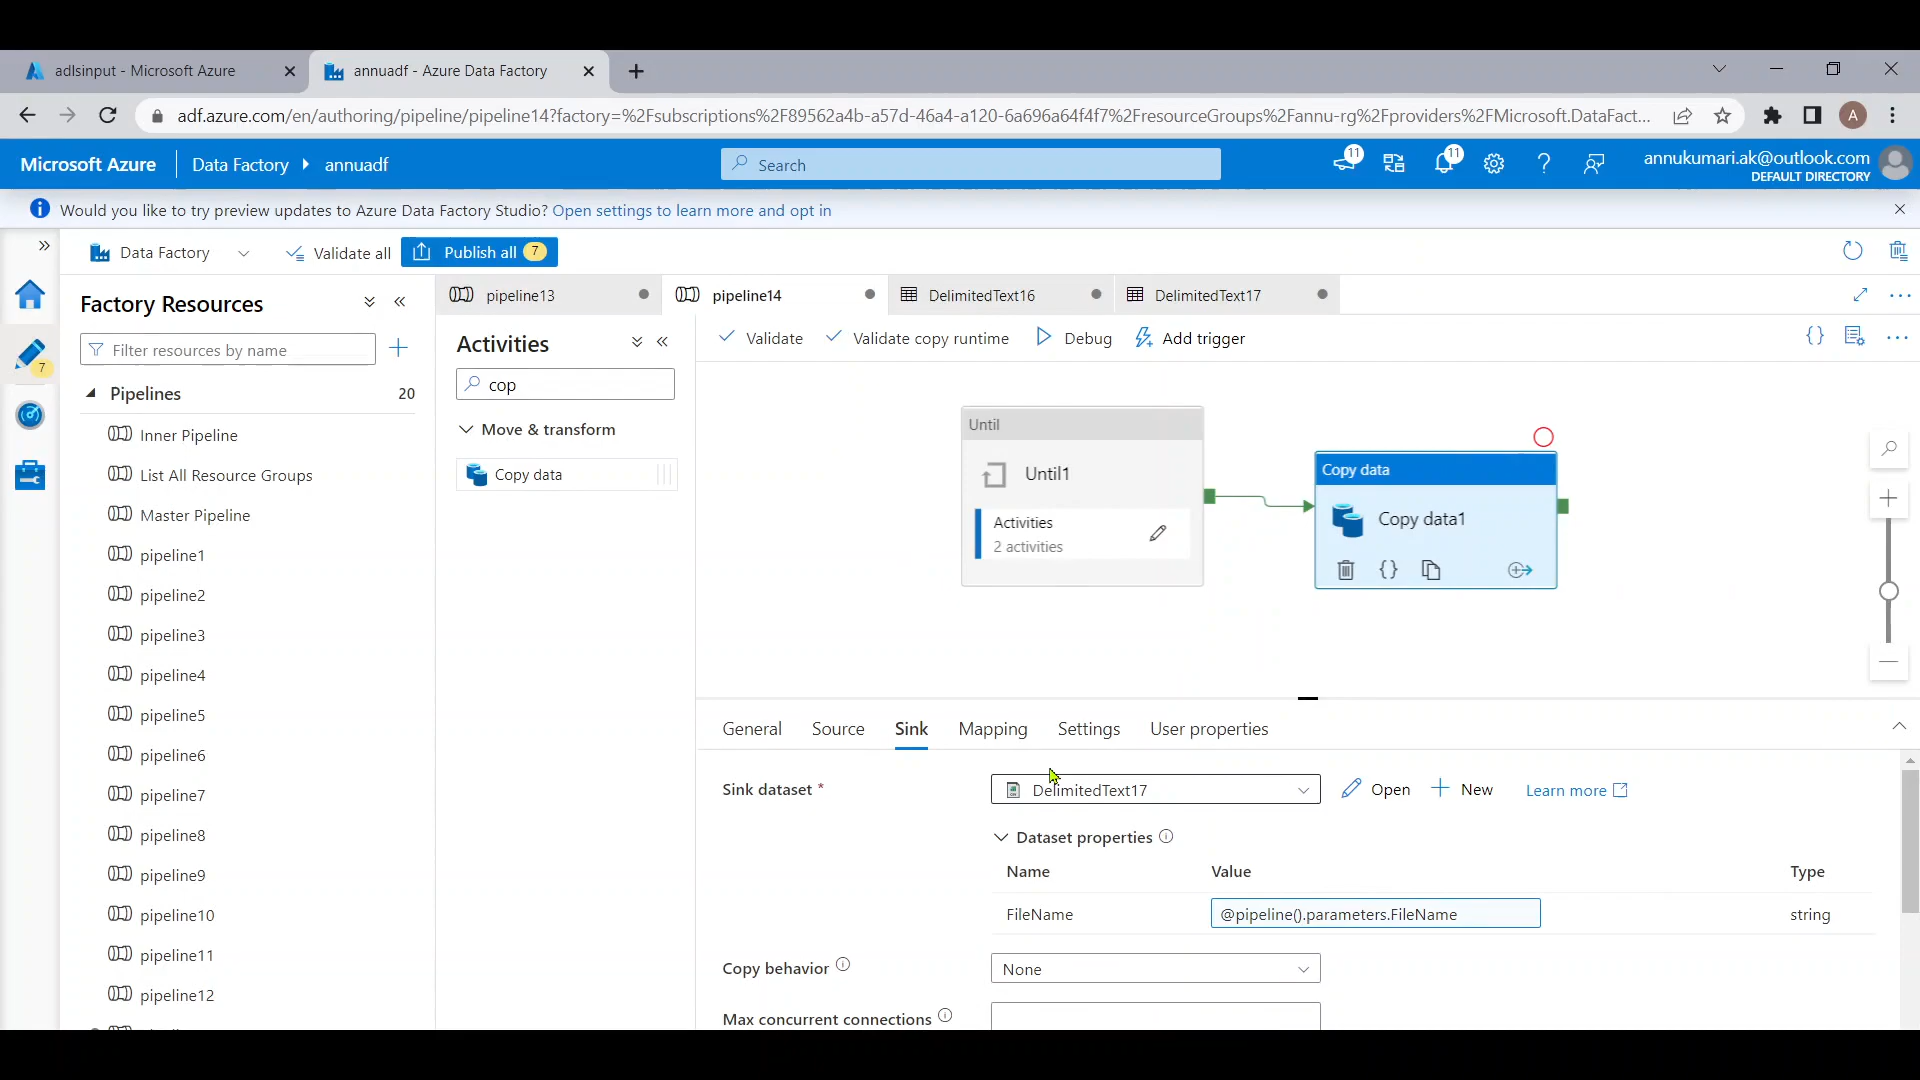 adlsinput - Microsoft Azure
annuadf - Azure Data Factory
adf.azure.com/en/authoring/pipeline/pipeline14?factory=%2Fsubscriptions%2F89562a4b-a57d-46a4-a120-6a696a64f4f7%2FresourceGroups%2Fannu-rg%2Fproviders%2FMicrosoft.DataFact...
A
Microsoft Azure
Data Factory
annuadf
Search
11
11
annukumari.ak@outlook.com
DEFAULT DIRECTORY
Would you like to try preview updates to Azure Data Factory Studio? Open settings to learn more and opt in
Data Factory
Validate all
Publish all 7
7
Factory Resources
Filter resources by name
Pipelines 20
Inner Pipeline
List All Resource Groups
Master Pipeline
pipeline1
pipeline2
pipeline3
pipeline4
pipeline5
pipeline6
pipeline7
pipeline8
pipeline9
pipeline10
pipeline11
pipeline12
pipeline13
pipeline14
DelimitedText16
DelimitedText17
Activities
cop
Move & transform
Copy data
Validate
Validate copy runtime
Debug
Add trigger
Until
Until1
Activities
2 activities
Copy data
Copy data1
General
Source
Sink
Mapping
Settings
User properties
Sink dataset *
DelimitedText17
Open
New
Learn more
Dataset properties
Name Value Type
FileName @pipeline().parameters.FileName string
Copy behavior
None
Max concurrent connections